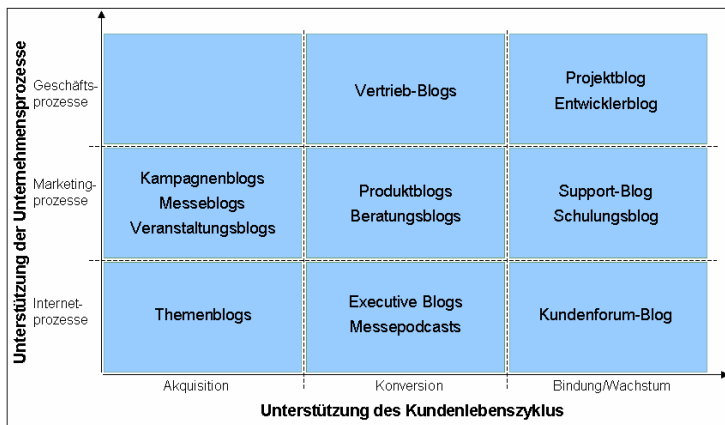 Unterstützung der Unternehmensprozesse
Geschäfts-
prozesse
Vertrieb-Blogs
Projektblog
Entwicklerblog
Marketing-
prozesse
Kampagnenblogs
Messeblogs
Veranstaltungsblogs
Produktblogs
Beratungsblogs
Support-Blog
Schulungsblog
Internet-
prozesse
Themenblogs
Executive Blogs
Messepodcasts
Kundenforum-Blog
Akquisition
Konversion
Bindung/Wachstum
Unterstützung des Kundenlebenszyklus